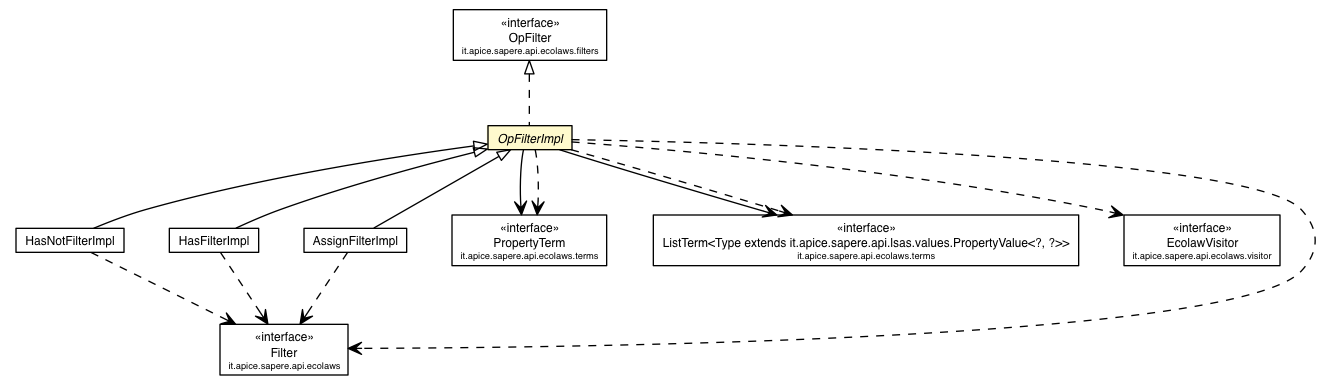 «interface»
OpFilter
it.apice.sapere.api.ecolaws.filters
OpFilterImpl
HasNotFilterImpl
HasFilterImpl
AssignFilterImpl
«interface»
PropertyTerm
it.apice.sapere.api.ecolaws.terms
«interface»
ListTerm<Type extends it.apice.sapere.api.lsas.values.PropertyValue<?, ?>>
it.apice.sapere.api.ecolaws.terms
«interface»
EcolawVisitor
it.apice.sapere.api.ecolaws.visitor
«interface»
Filter
it.apice.sapere.api.ecolaws